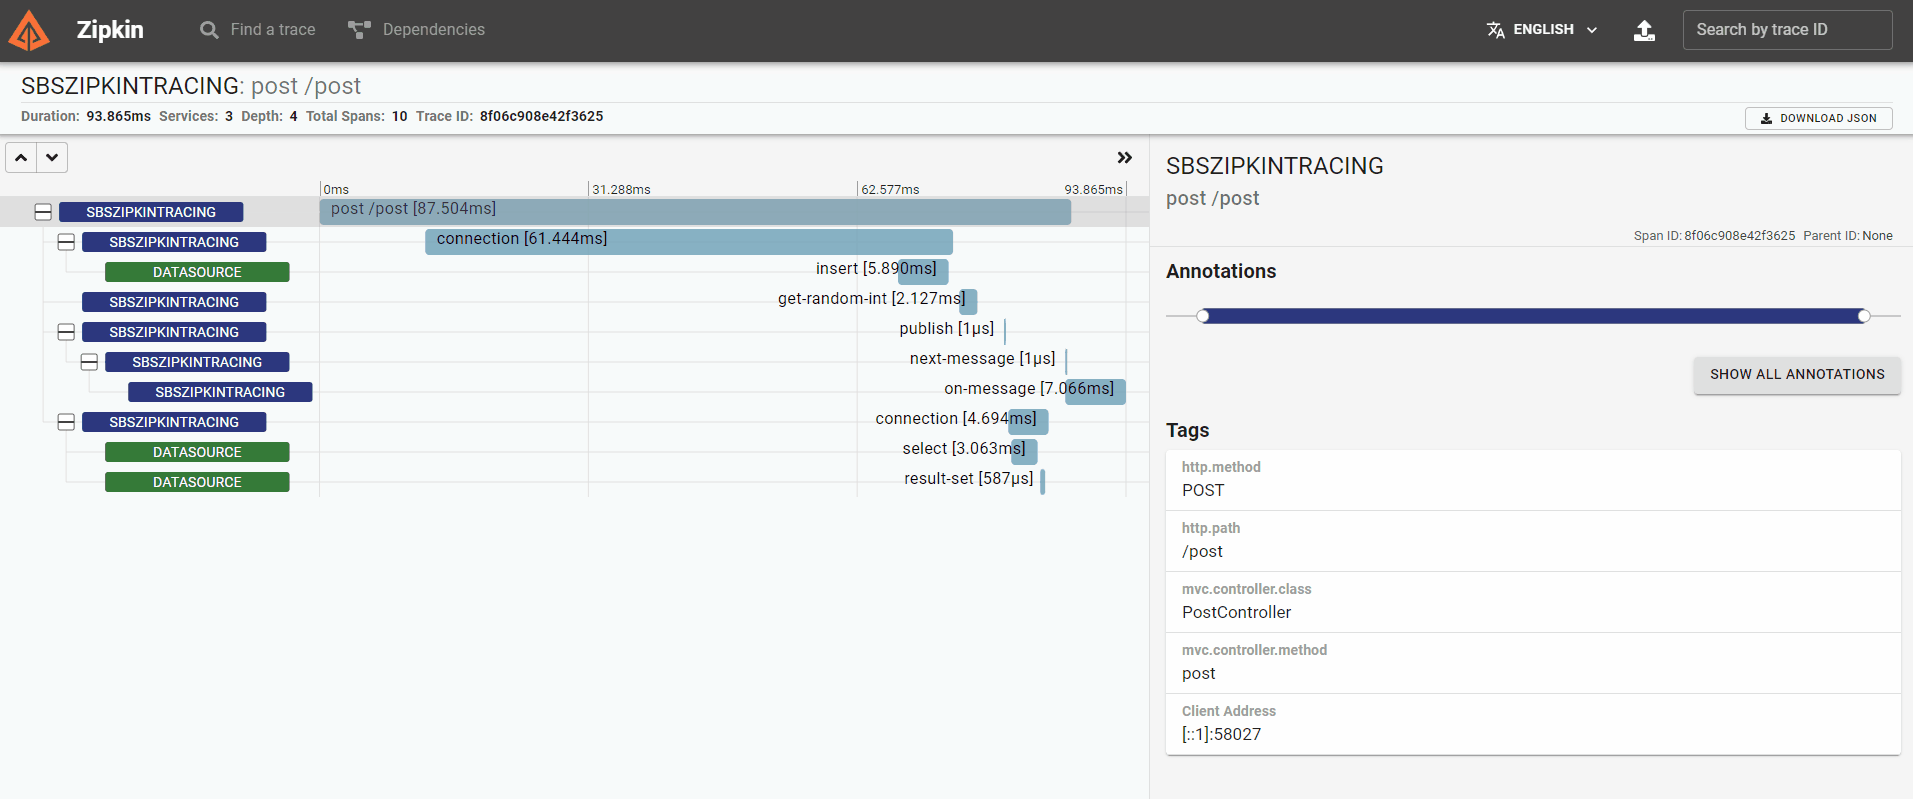 Zipkin Find a trace Dependencies ENGLISH Search by trace ID
SBSZIPKINTRACING: post /post
Duration: 93.865ms Services: 3 Depth: 4 Total Spans: 10 Trace ID: 8f06c908e42f3625 DOWNLOAD JSON
0ms 31.288ms 62.577ms 93.865ms
SBSZIPKINTRACING post /post [87.504ms]
SBSZIPKINTRACING connection [61.444ms]
DATASOURCE insert [5.890ms]
SBSZIPKINTRACING get-random-int [2.127ms]
SBSZIPKINTRACING publish [1µs]
SBSZIPKINTRACING next-message [1µs]
SBSZIPKINTRACING on-message [7.066ms]
SBSZIPKINTRACING connection [4.694ms]
DATASOURCE select [3.063ms]
DATASOURCE result-set [587µs]
SBSZIPKINTRACING
post /post
Span ID: 8f06c908e42f3625 Parent ID: None
Annotations
SHOW ALL ANNOTATIONS
Tags
http.method
POST
http.path
/post
mvc.controller.class
PostController
mvc.controller.method
post
Client Address
[::1]:58027